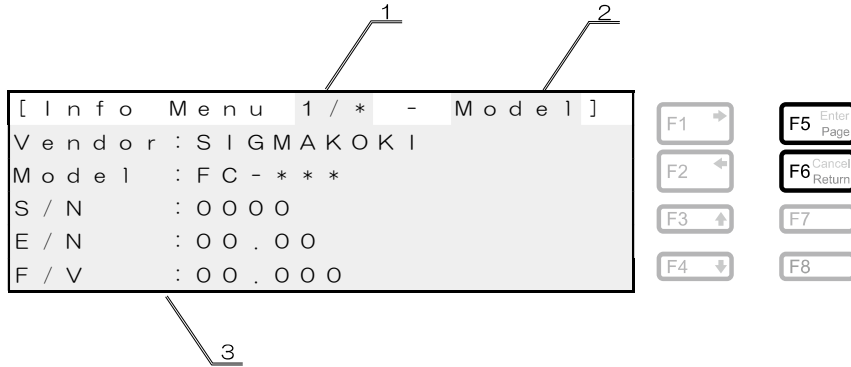 1
2
[Info Menu 1/* - Model]
Vendor:SIGMAKOKI
Model :FC-***
S/N :0000
E/N :00.00
F/V :00.000
3
F1
F2
F3
F4
F5 Enter
Page
F6 Cancel
Return
F7
F8